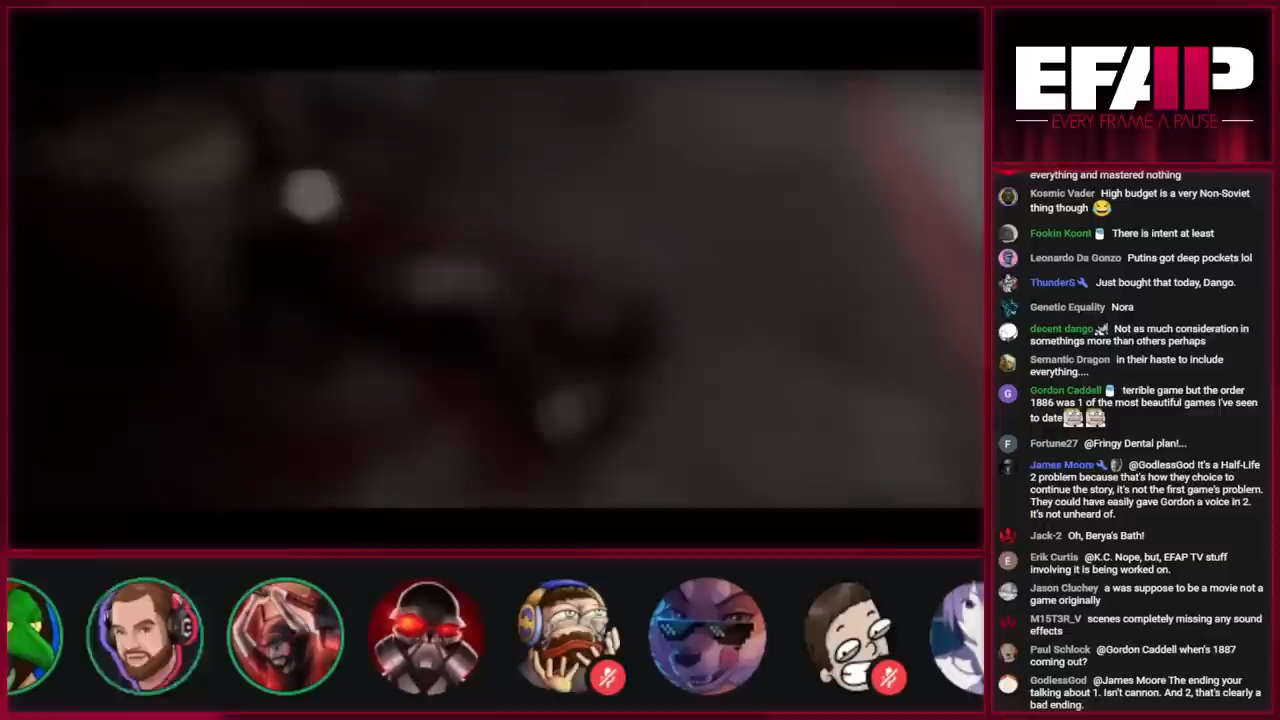 EFAP
EVERY FRAME A PAUSE
everything and mastered nothing
Kosmic Vader High budget is a very Non-Soviet
thing though
Fookin Koont There is intent at least
Leonardo Da Gonzo Putins got deep pockets lol
ThunderS Just bought that today, Dango.
Genetic Equality Nora
decent dango Not as much consideration in
somethings more than others perhaps
Semantic Dragon in their haste to include
everything....
G
Gordon Caddell terrible game but the order
1886 was 1 of the most beautiful games i've seen
to date
F
Fortune27 @Fringy Dental plan!...
James Moore @GodlessGod It's a Half-Life
2 problem because that's how they choice to
continue the story, it's not the first game's problem.
They could have easily gave Gordon a voice in 2.
It's not unheard of.
Jack-2 Oh, Berya's Bath!
E
Erik Curtis @K.C. Nope, but, EFAP TV stuff
involving it is being worked on.
Jason Cluchey a was suppose to be a movie not a
game originally
M15T3R_V scenes completely missing any sound
effects
Paul Schlock @Gordon Caddell when's 1887
coming out?
GodlessGod @James Moore The ending your
talking about 1. Isn't cannon. And 2, that's clearly a
bad ending.